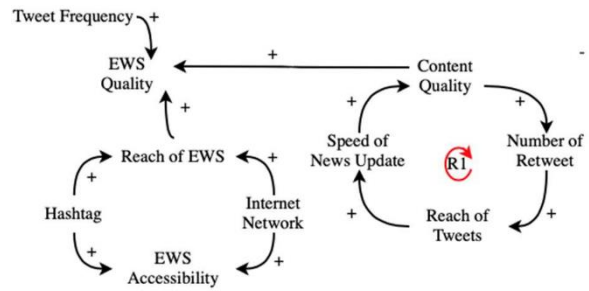 Tweet Frequency +
EWS
Quality
+
Content
Quality
-
+
+
+
Reach of EWS
+
+
Speed of
News Update
R1
Number of
Retweet
Hashtag
Internet
Network
+
Reach of
Tweets
+
+
EWS
Accessibility
+